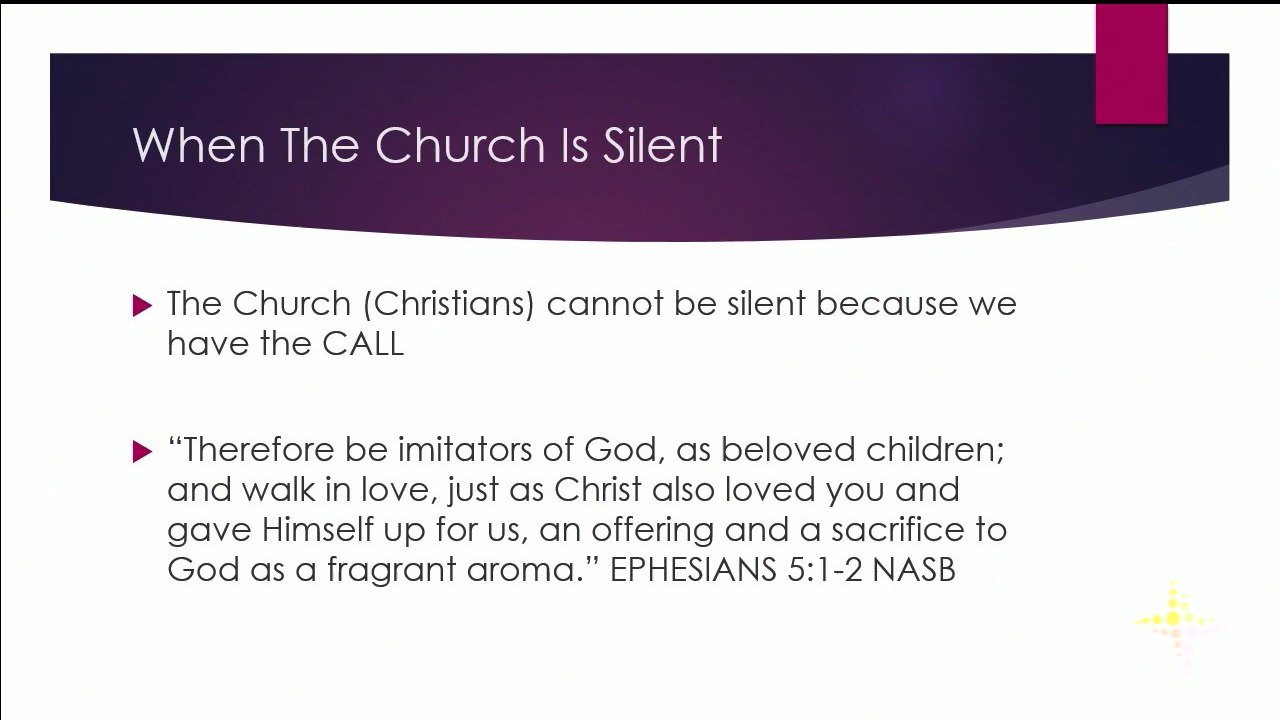 When The Church Is Silent
The Church (Christians) cannot be silent because we
have the CALL
“Therefore be imitators of God, as beloved children;
and walk in love, just as Christ also loved you and
gave Himself up for us, an offering and a sacrifice to
God as a fragrant aroma.” EPHESIANS 5:1-2 NASB